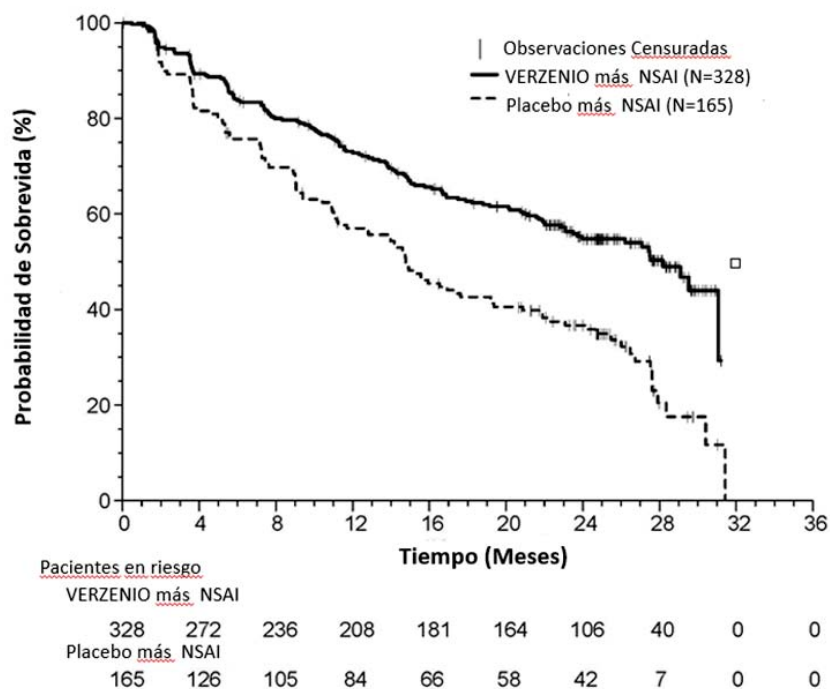 100
80
60
40
20
0
Probabilidad de Sobrevida (%)
Observaciones Censuradas
VERZENIO más NSAI (N=328)
Placebo más NSAI (N=165)
0 4 8 12 16 20 24 28 32 36
Tiempo (Meses)
Pacientes en riesgo
VERZENIO más NSAI
328 272 236 208 181 164 106 40 0 0
Placebo más NSAI
165 126 105 84 66 58 42 7 0 0